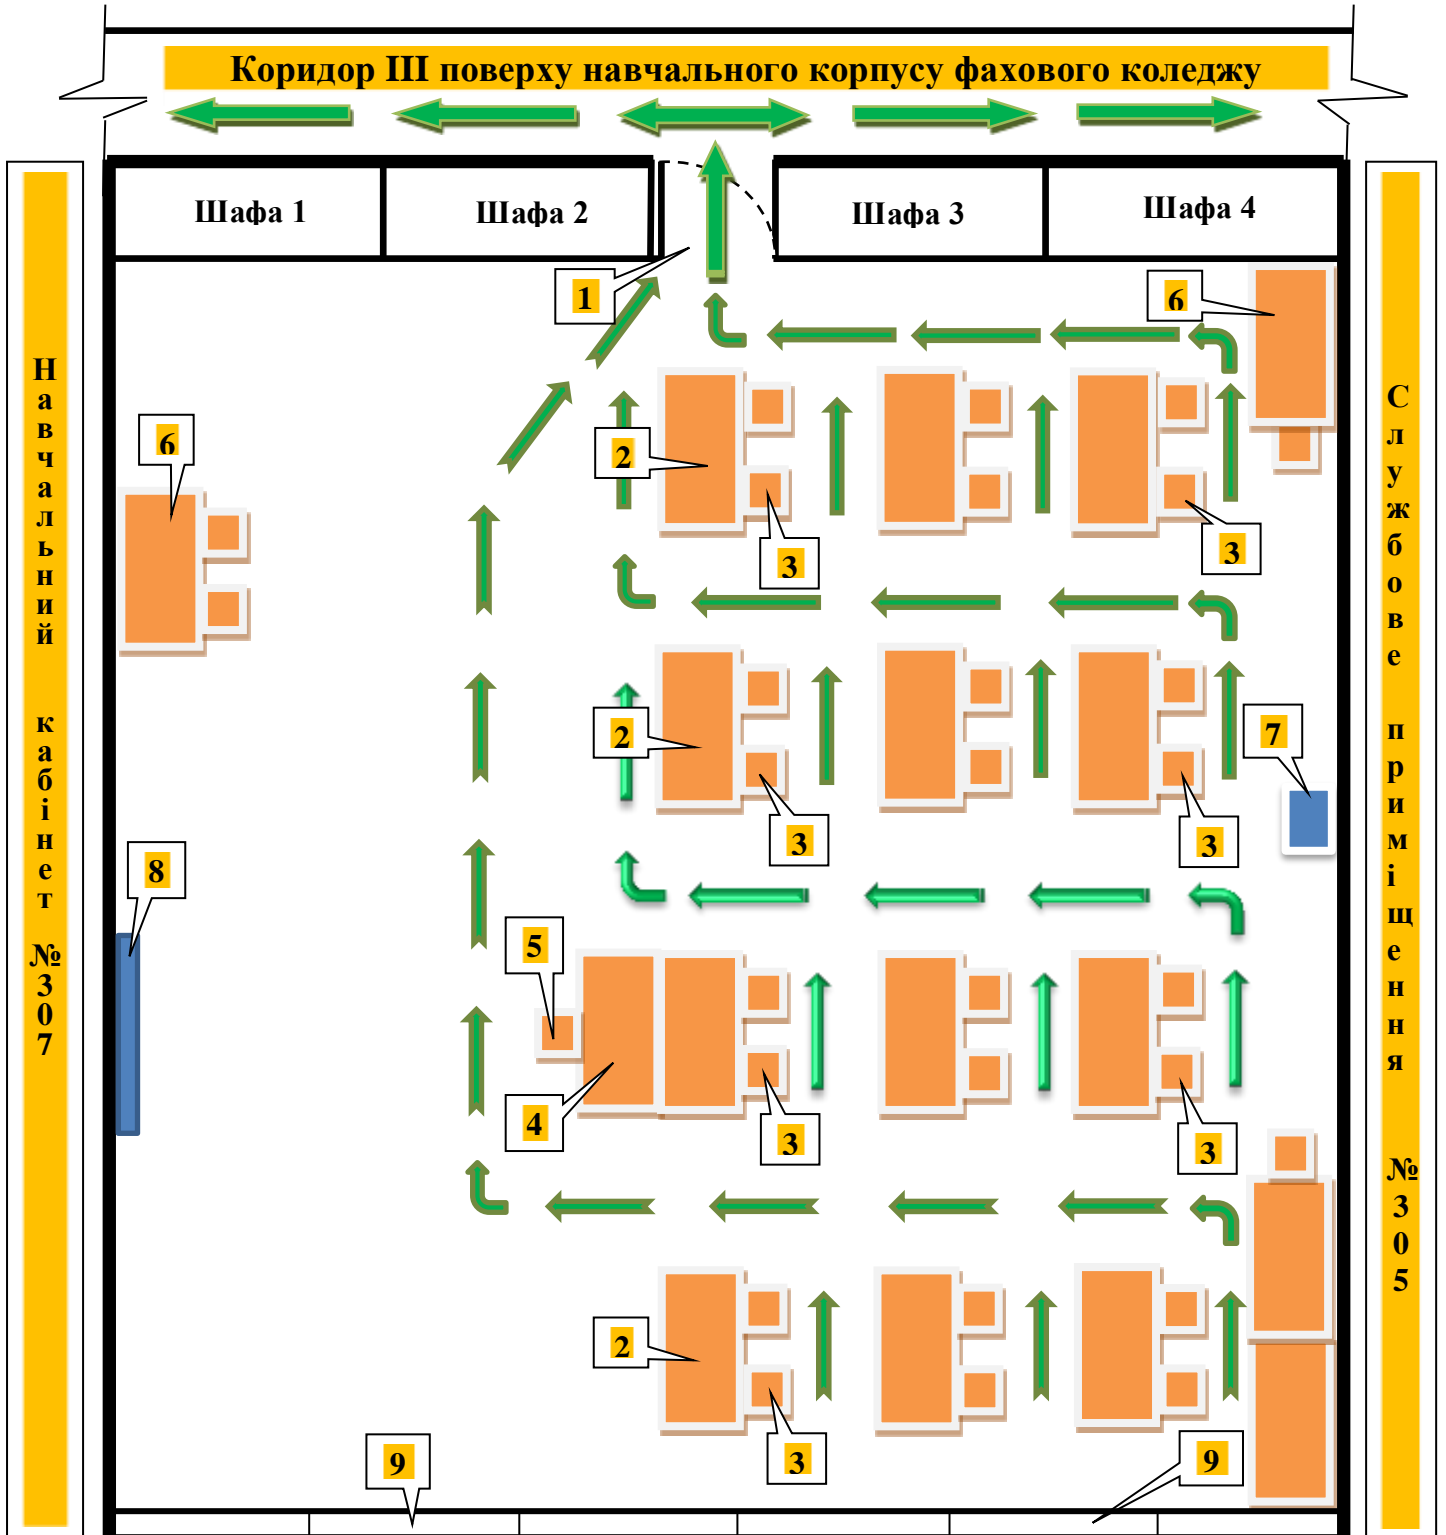 Коридор ІІІ поверху навчального корпусу фахового коледжу
Шафа 1
Шафа 2
Шафа 3
Шафа 4
1
6
6
2
3
3
2
7
3
3
8
5
4
3
3
2
3
9
9
Навчальний кабінет №307
Службове приміщення №305